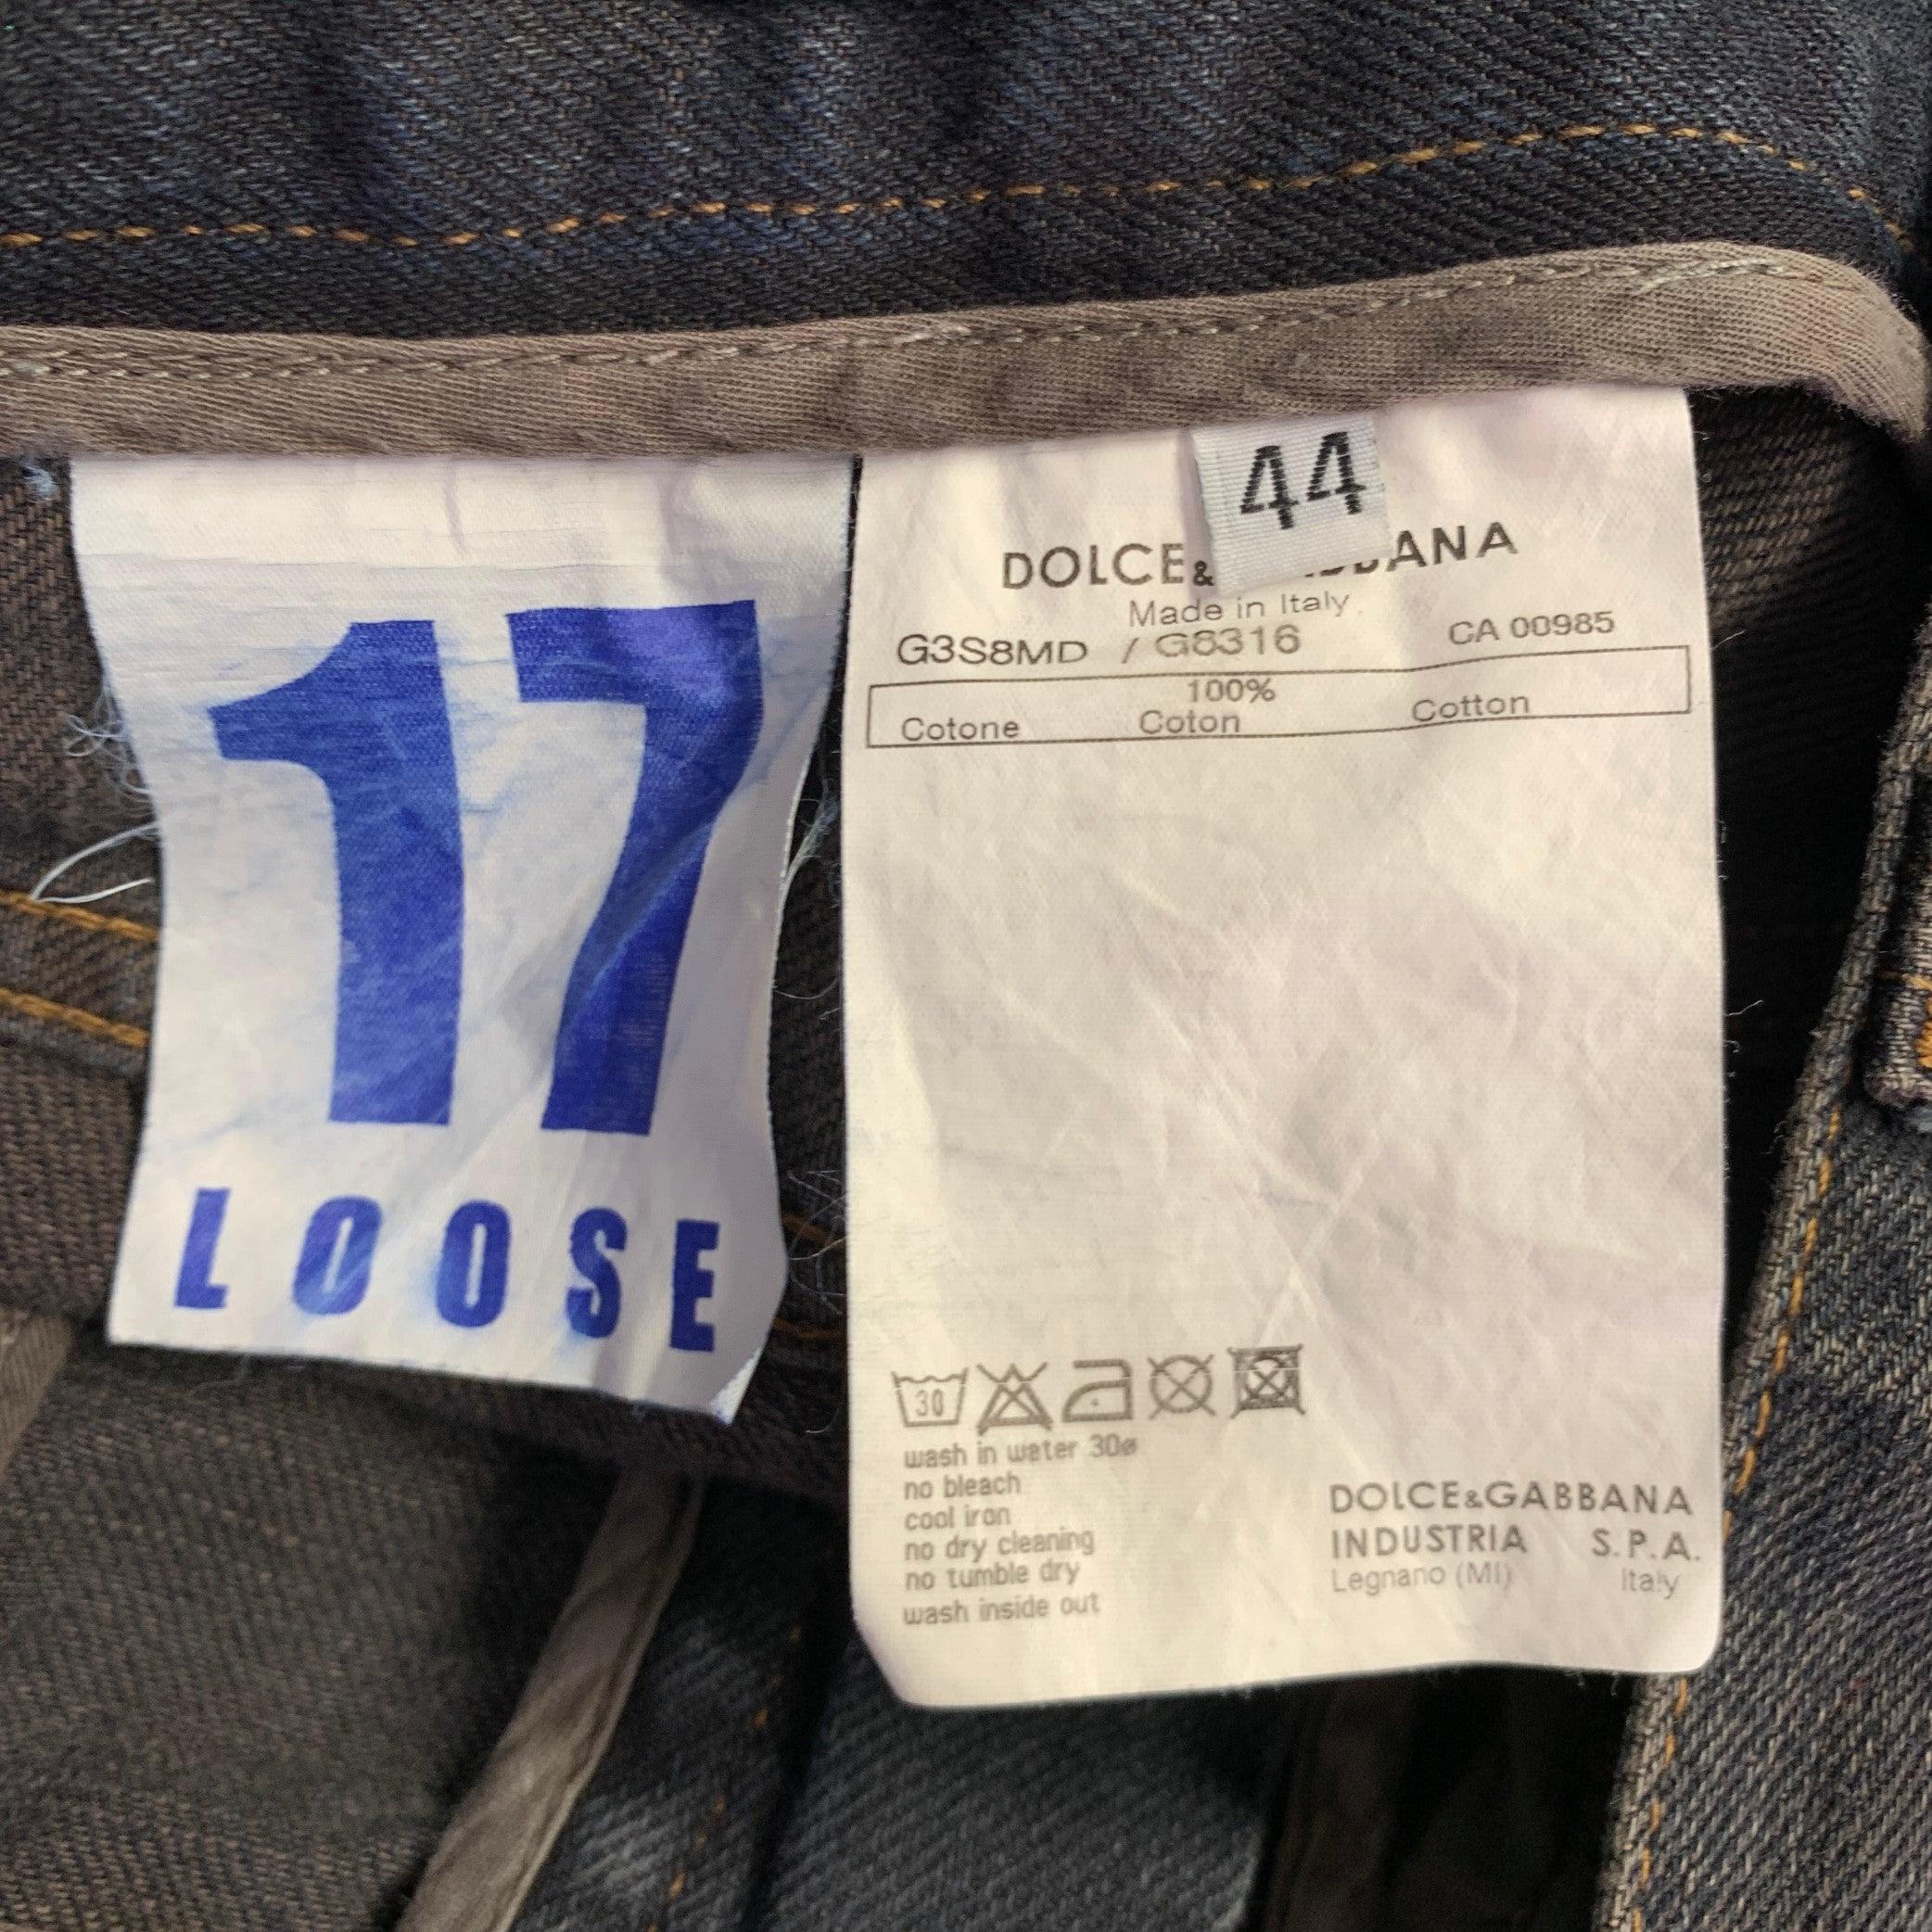 17
LOOSE
44
DOLCE& ANA
Made in Italy
G3S8MD / G8316 CA 00985
100%
Cotone Coton Cotton
30
wash in water 30ø
no bleach
cool iron
no dry cleaning
no tumble dry
wash inside out
DOLCE&GABBANA
INDUSTRIA S.P.A.
Legnano (MI) Italy